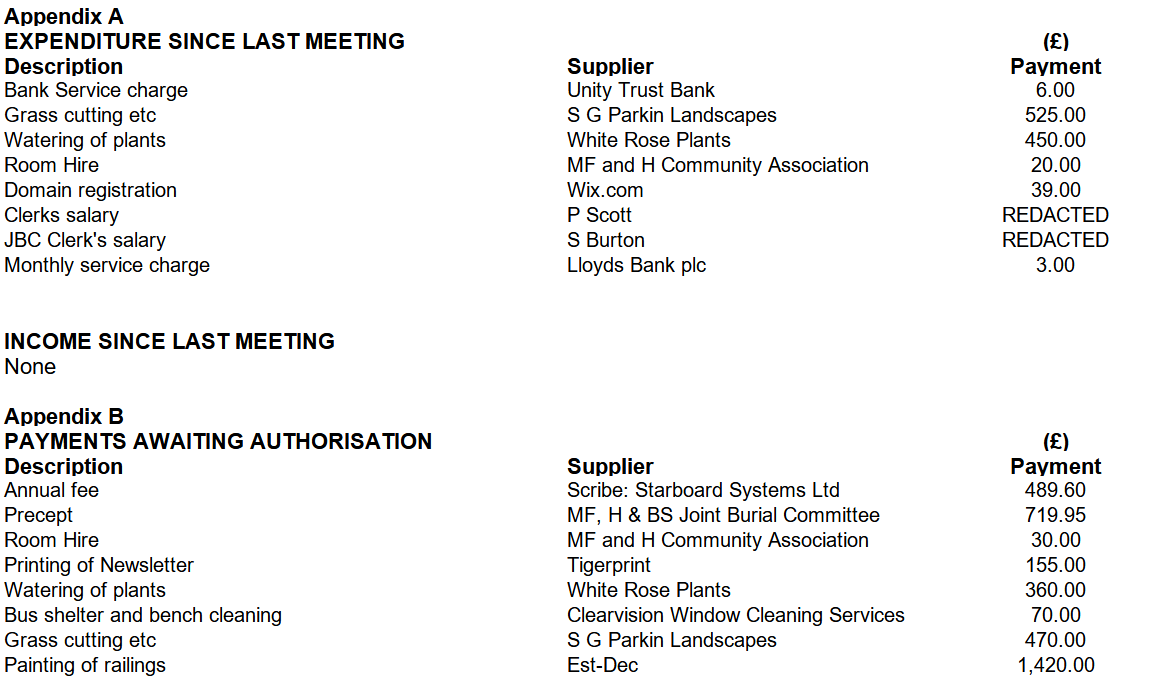 Appendix A
EXPENDITURE SINCE LAST MEETING (£)
Description Supplier Payment
Bank Service charge Unity Trust Bank 6.00
Grass cutting etc S G Parkin Landscapes 525.00
Watering of plants White Rose Plants 450.00
Room Hire MF and H Community Association 20.00
Domain registration Wix.com 39.00
Clerks salary P Scott REDACTED
JBC Clerk's salary S Burton REDACTED
Monthly service charge Lloyds Bank plc 3.00
INCOME SINCE LAST MEETING
None
Appendix B
PAYMENTS AWAITING AUTHORISATION (£)
Description Supplier Payment
Annual fee Scribe: Starboard Systems Ltd 489.60
Precept MF, H & BS Joint Burial Committee 719.95
Room Hire MF and H Community Association 30.00
Printing of Newsletter Tigerprint 155.00
Watering of plants White Rose Plants 360.00
Bus shelter and bench cleaning Clearvision Window Cleaning Services 70.00
Grass cutting etc S G Parkin Landscapes 470.00
Painting of railings Est-Dec 1,420.00